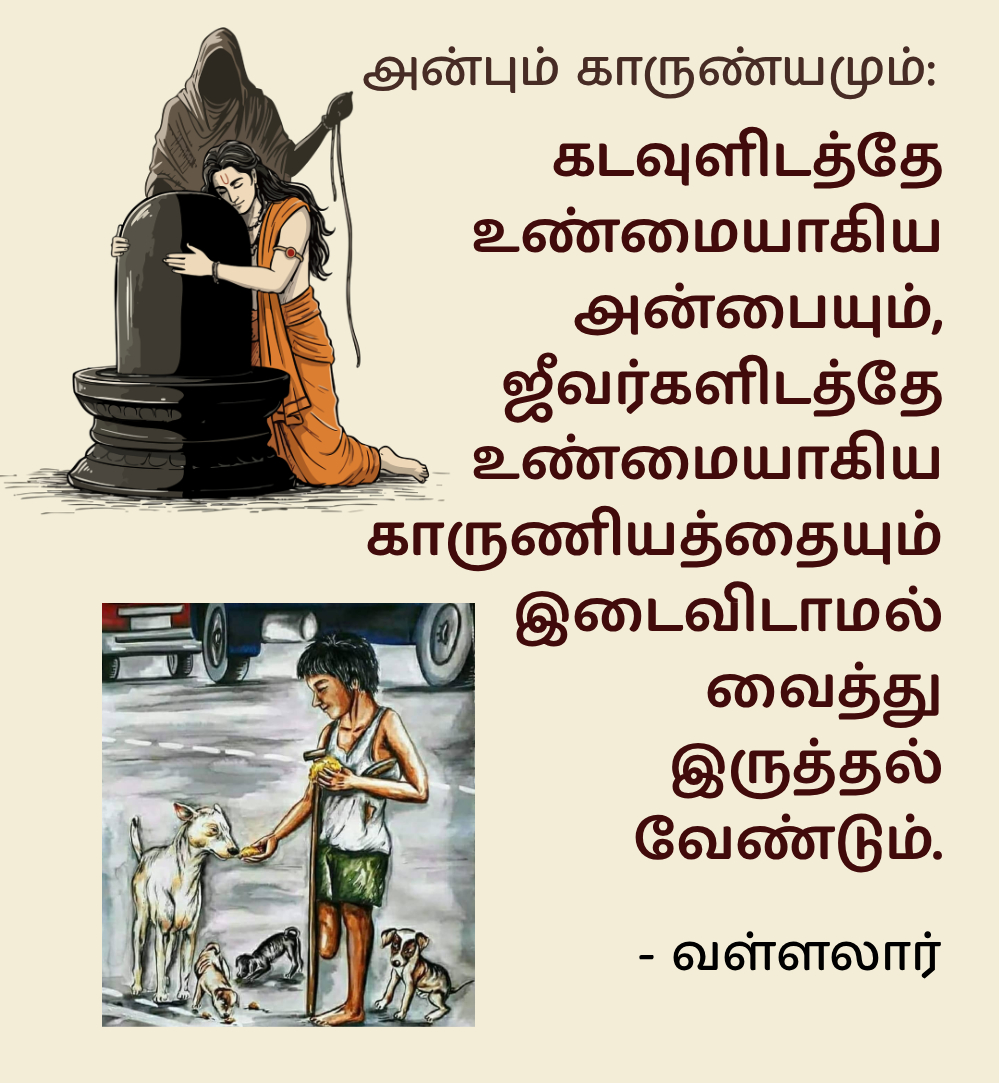 அன்பும் காருண்யமும்:
கடவுளிடத்தே
உண்மையாகிய
அன்பையும்,
ஜீவர்களிடத்தே
உண்மையாகிய
காருணியத்தையும்
இடைவிடாமல்
வைத்து
இருத்தல்
வேண்டும்.
- வள்ளலார்